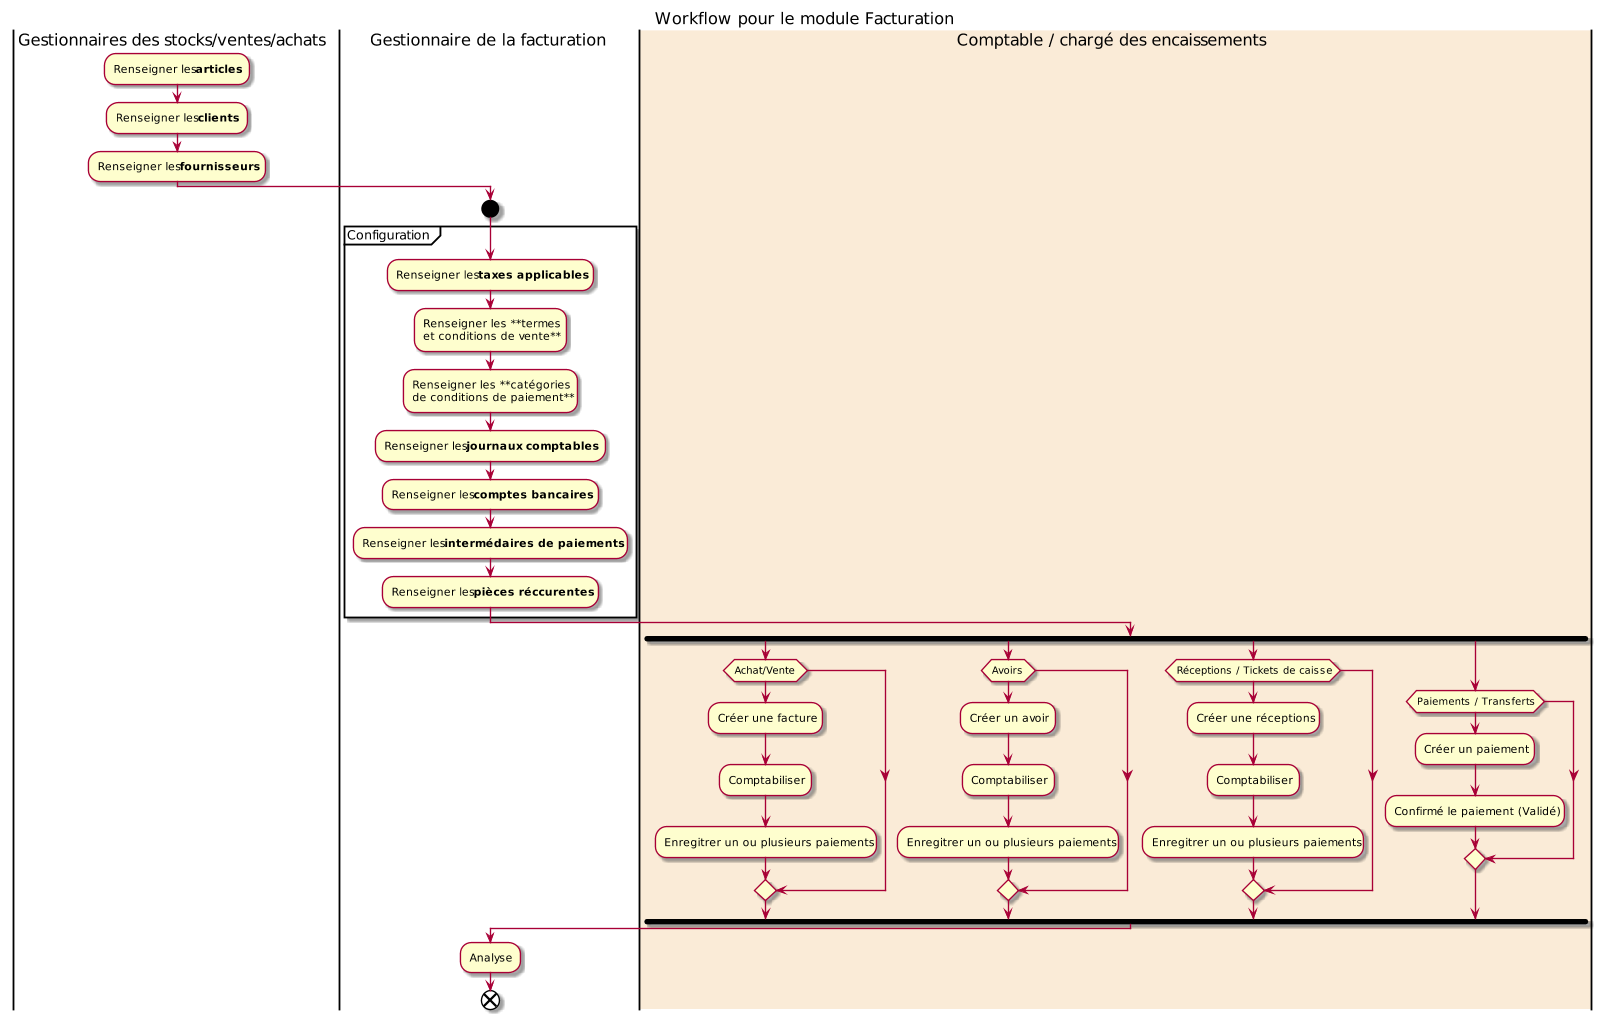 Workflow pour le module Facturation
Gestionnaires des stocks/ventes/achats
Gestionnaire de la facturation
Comptable / chargé des encaissements
Renseigner les articles
Renseigner les clients
Renseigner les fournisseurs
Configuration
Renseigner les taxes applicables
Renseigner les **termes
et conditions de vente**
Renseigner les **catégories
de conditions de paiement**
Renseigner les journaux comptables
Renseigner les comptes bancaires
Renseigner les intermédaires de paiements
Renseigner les pièces réccurentes
Achat/Vente
Créer une facture
Comptabiliser
Enregitrer un ou plusieurs paiements
Avoirs
Créer un avoir
Comptabiliser
Enregitrer un ou plusieurs paiements
Réceptions / Tickets de caisse
Créer une réceptions
Comptabiliser
Enregitrer un ou plusieurs paiements
Paiements / Transferts
Créer un paiement
Confirmé le paiement (Validé)
Analyse